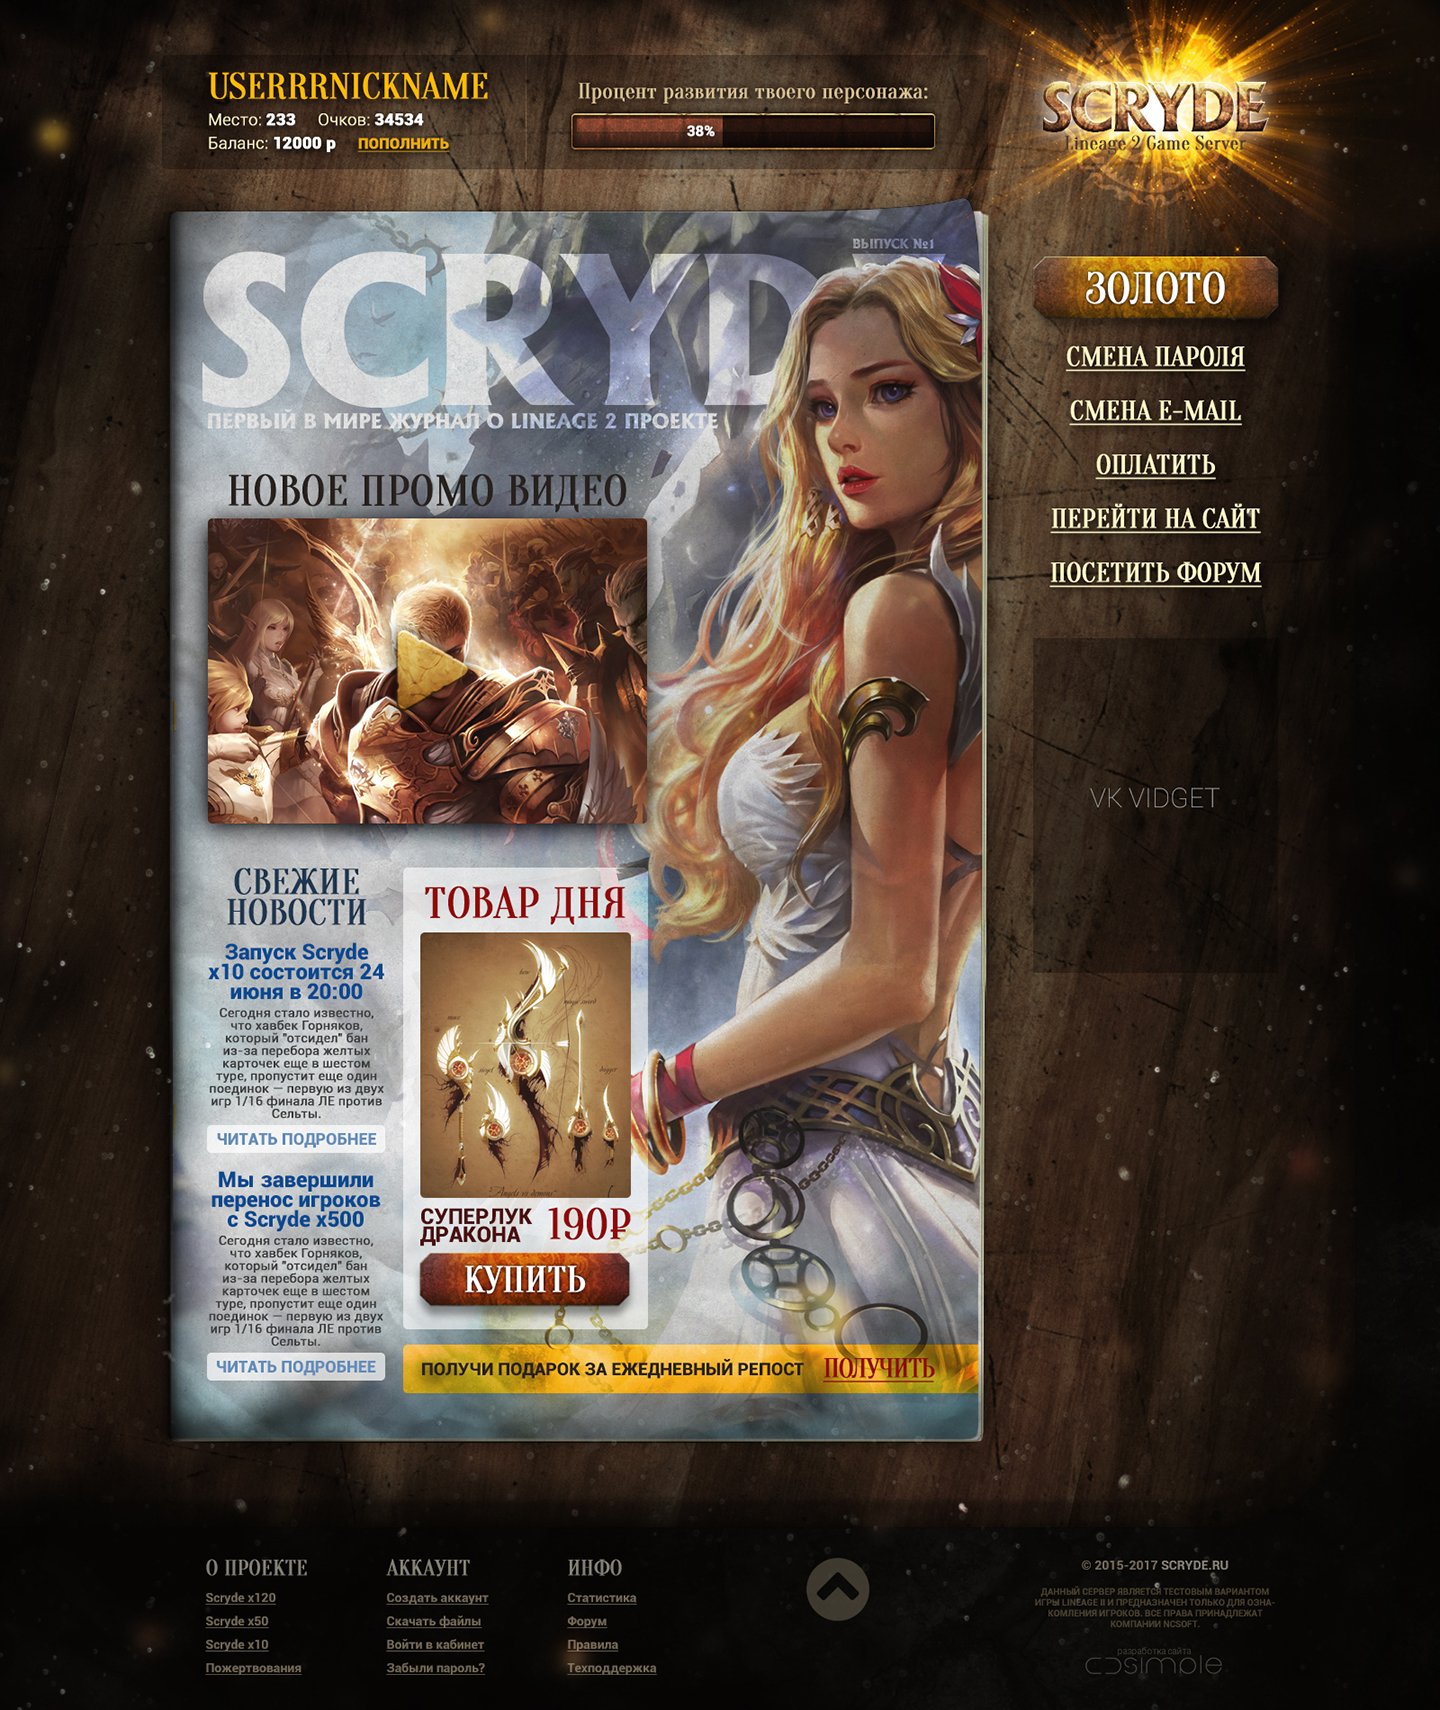 USERRRNICKNAME
Место: 233 Очков: 34534
Баланс: 12000 р ПОПОЛНИТЬ
Процент развития твоего персонажа:
38%
SCRYDE
Lineage 2 Game Server
ВЫПУСК №1
SCRYDE
ПЕРВЫЙ В МИРЕ ЖУРНАЛ О LINEAGE 2 ПРОЕКТЕ
ЗОЛОТО
СМЕНА ПАРОЛЯ
СМЕНА E-MAIL
ОПЛАТИТЬ
ПЕРЕЙТИ НА САЙТ
ПОСЕТИТЬ ФОРУМ
VK VIDGET
НОВОЕ ПРОМО ВИДЕО
СВЕЖИЕ
НОВОСТИ
Запуск Scryde
x10 состоится 24
июня в 20:00
Сегодня стало известно,
что хавбек Горняков,
который "отсидел" бан
из-за перебора желтых
карточек еще в шестом
туре, пропустит еще один
поединок — первую из двух
игр 1/16 финала ЛЕ против
Сельты.
ЧИТАТЬ ПОДРОБНЕЕ
Мы завершили
перенос игроков
с Scryde x500
Сегодня стало известно,
что хавбек Горняков,
который "отсидел" бан
из-за перебора желтых
карточек еще в шестом
туре, пропустит еще один
поединок — первую из двух
игр 1/16 финала ЛЕ против
Сельты.
ЧИТАТЬ ПОДРОБНЕЕ
ТОВАР ДНЯ
bow
magic sword
dagger
"Angels vs demons"
СУПЕРЛУК
ДРАКОНА
190₽
КУПИТЬ
ПОЛУЧИ ПОДАРОК ЗА ЕЖЕДНЕВНЫЙ РЕПОСТ ПОЛУЧИТЬ
О ПРОЕКТЕ
Scryde x120
Scryde x50
Scryde x10
Пожертвования
АККАУНТ
Создать аккаунт
Скачать файлы
Войти в кабинет
Забыли пароль?
ИНФО
Статистика
Форум
Правила
Техподдержка
© 2015-2017 SCRYDE.RU
ДАННЫЙ СЕРВЕР ЯВЛЯЕТСЯ ТЕСТОВЫМ ВАРИАНТОМ
ИГРЫ LINEAGE II И ПРЕДНАЗНАЧЕН ТОЛЬКО ДЛЯ ОЗНА-
КОМЛЕНИЯ ИГРОКОВ. ВСЕ ПРАВА ПРИНАДЛЕЖАТ
КОМПАНИИ NCSOFT.
разработка сайта
simple